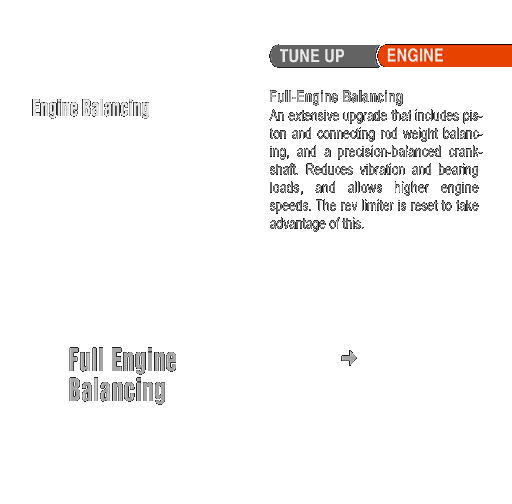 TUNE UP ENGINE
Engine Balancing
Full-Engine Balancing
An extensive upgrade that includes pis-
ton and connecting rod weight balanc-
ing, and a precision-balanced crank-
shaft. Reduces vibration and bearing
loads, and allows higher engine
speeds. The rev limiter is reset to take
advantage of this.
Full Engine
Balancing